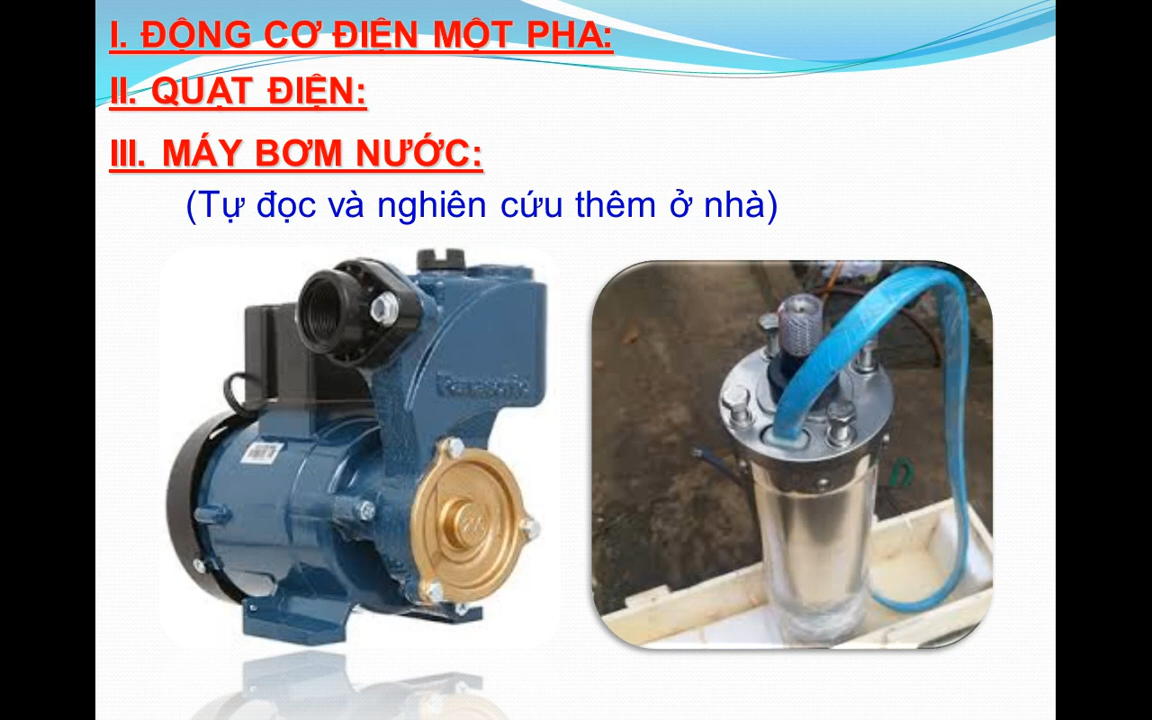 I. ĐỘNG CƠ ĐIỆN MỘT PHA:
II. QUẠT ĐIỆN:
III. MÁY BƠM NƯỚC:
(Tự đọc và nghiên cứu thêm ở nhà)
Panasonic